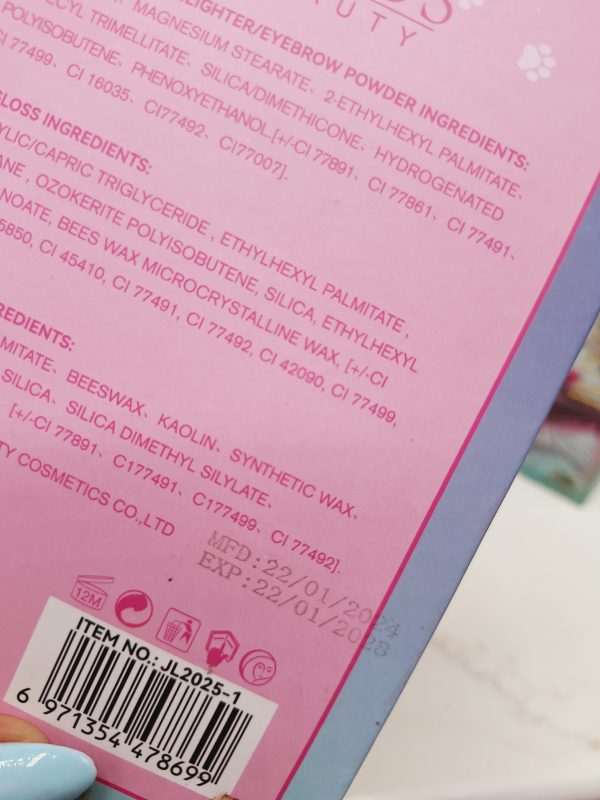 BEAUTY
LIGHTER/EYEBROW POWDER INGREDIENTS:
MAGNESIUM STEARATE、 2-ETHYLHEXYL PALMITATE、
ECYL TRIMELLITATE、 SILICA/DIMETHICONE、 HYDROGENATED
POLYISOBUTENE、 PHENOXYETHANOL.[+/-CI 77891、 CI 77861、 CI 77491、
CI 77499、 CI 16035、 CI77492、 CI77007].
GLOSS INGREDIENTS:
YLIC/CAPRIC TRIGLYCERIDE , ETHYLHEXYL PALMITATE ,
ANE , OZOKERITE POLYISOBUTENE, SILICA, ETHYLHEXYL
NOATE, BEES WAX MICROCRYSTALLINE WAX, [+/-CI
5850, CI 45410, CI 77491, CI 77492, CI 42090, CI 77499,
REDIENTS:
MITATE、 BEESWAX、 KAOLIN、 SYNTHETIC WAX、
SILICA、 SILICA DIMETHYL SILYLATE、
[+/-CI 77891、 C177491、 C177499、 CI 77492].
TY COSMETICS CO.,LTD
MFD:22/01/2024
EXP:22/01/2028
12M
ITEM NO.: JL2025-1
6 971354 478699